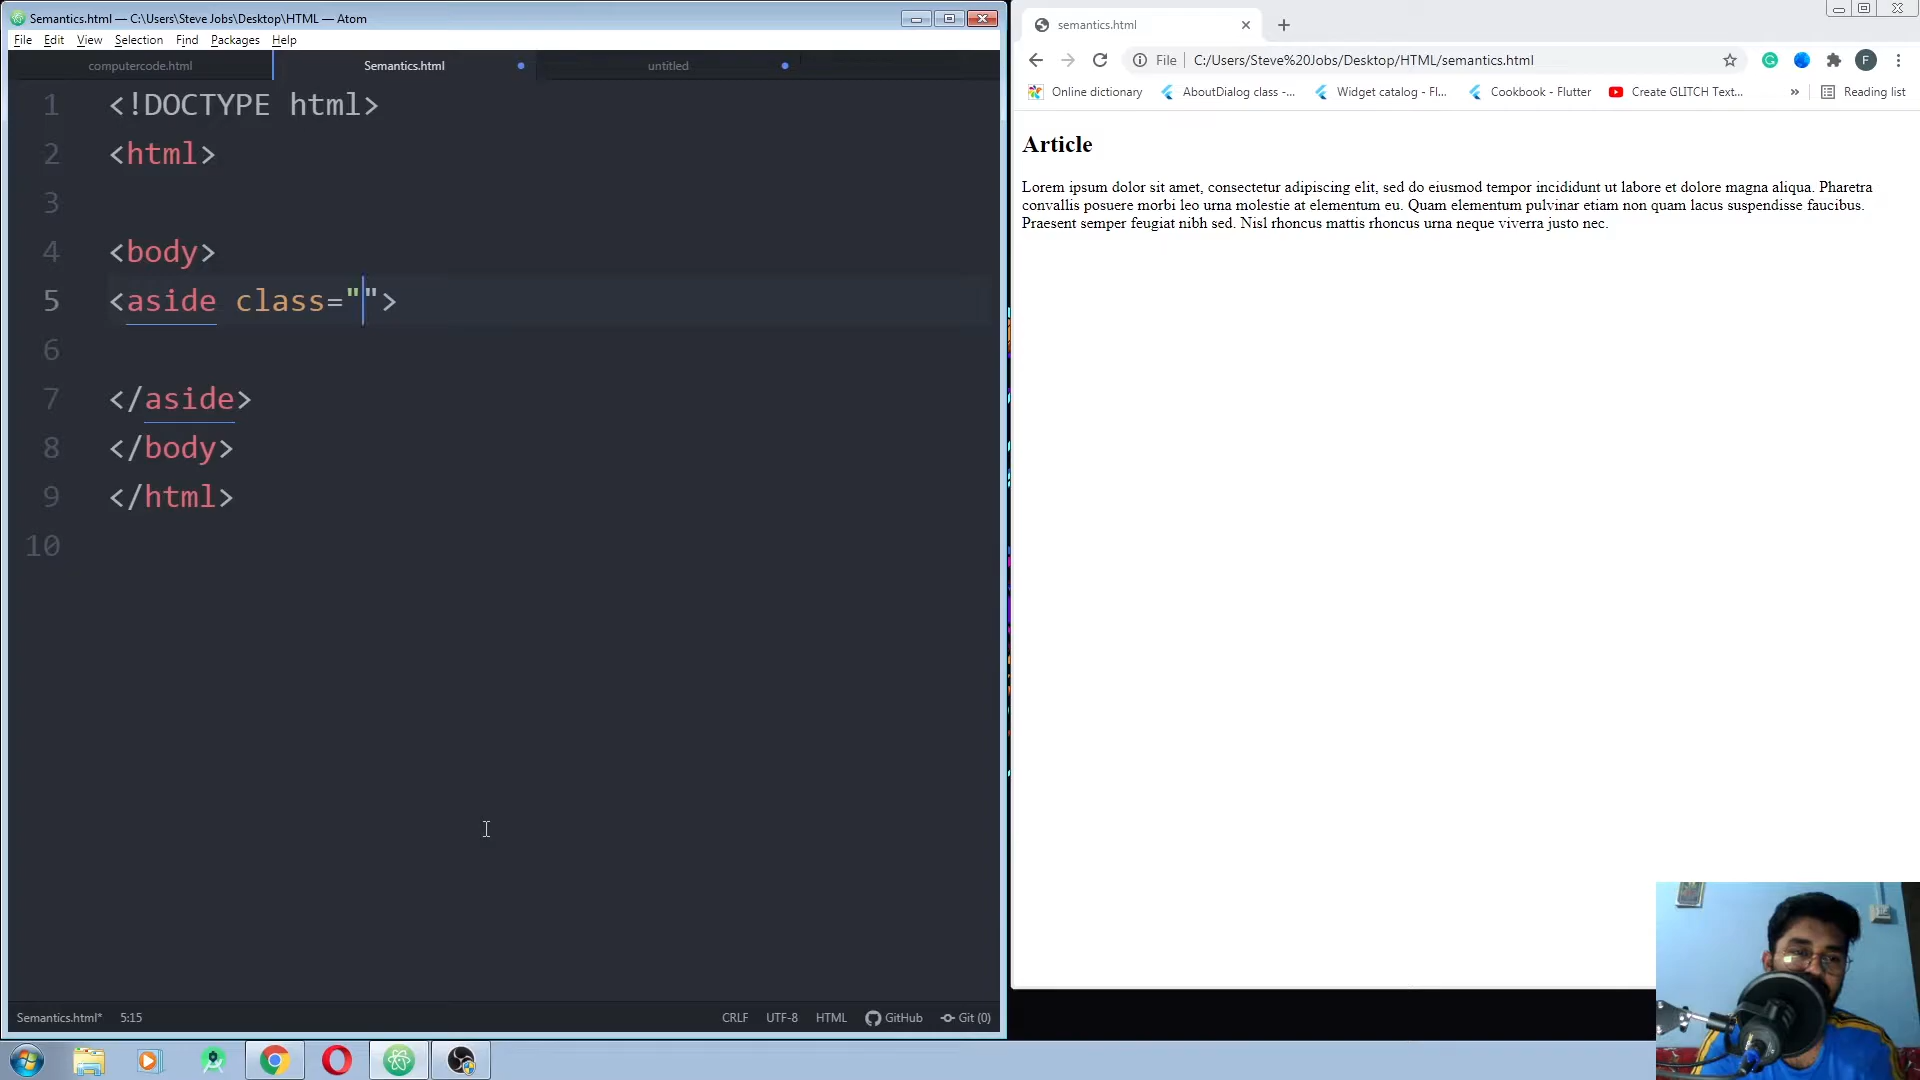 Semantics.html — C:\Users\Steve Jobs\Desktop\HTML — Atom
File Edit View Selection Find Packages Help
computercode.html Semantics.html untitled
1 <!DOCTYPE html>
2 <html>
3
4 <body>
5 <aside class="">
6
7 </aside>
8 </body>
9 </html>
10
Semantics.html* 5:15 CRLF UTF-8 HTML GitHub Git (0)
semantics.html
File C:/Users/Steve%20Jobs/Desktop/HTML/semantics.html F
Online dictionary AboutDialog class -... Widget catalog - Fl... Cookbook - Flutter Create GLITCH Text... » Reading list
Article
Lorem ipsum dolor sit amet, consectetur adipiscing elit, sed do eiusmod tempor incididunt ut labore et dolore magna aliqua. Pharetra
convallis posuere morbi leo urna molestie at elementum eu. Quam elementum pulvinar etiam non quam lacus suspendisse faucibus.
Praesent semper feugiat nibh sed. Nisl rhoncus mattis rhoncus urna neque viverra justo nec.